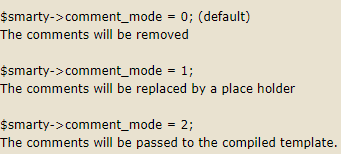 $smarty->comment_mode = 0; (default)
The comments will be removed
$smarty->comment_mode = 1;
The comments will be replaced by a place holder
$smarty->comment_mode = 2;
The comments will be passed to the compiled template.